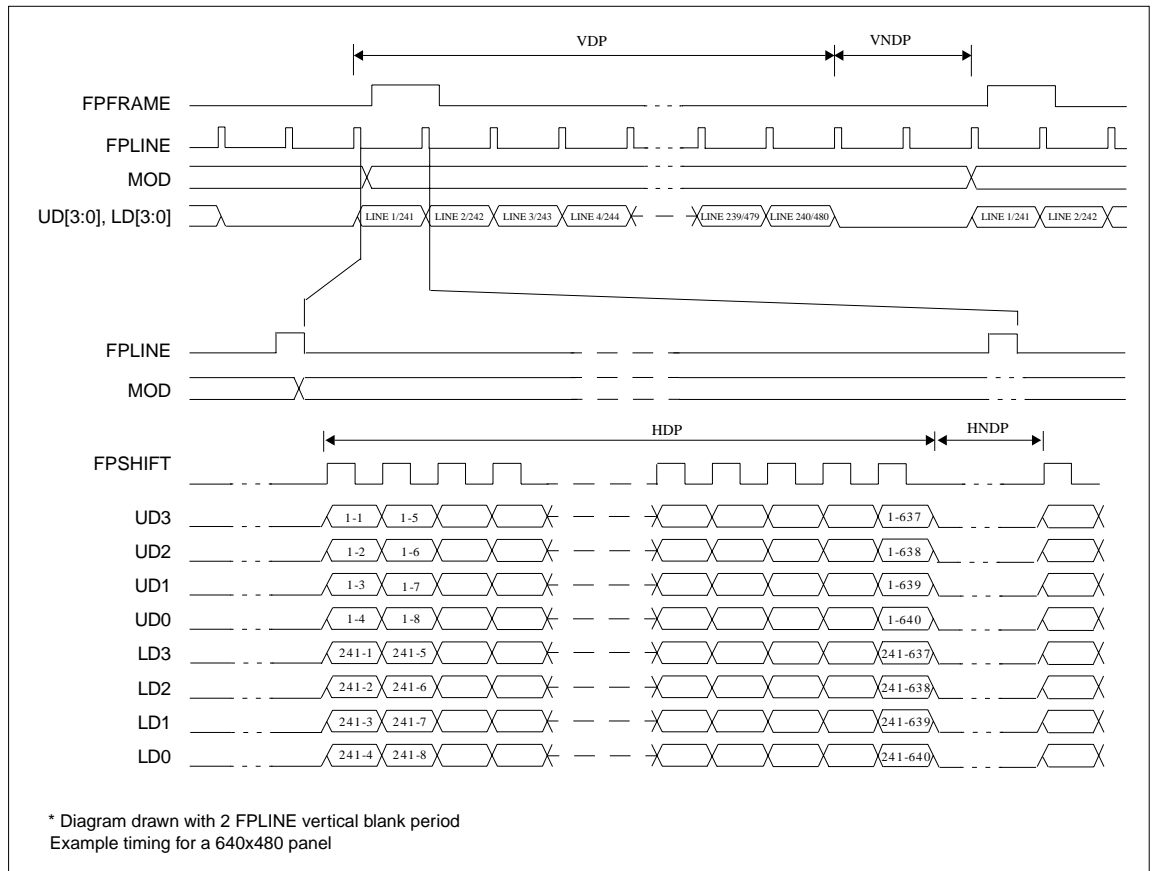 VDP VNDP
FPFRAME
FPLINE
MOD
UD[3:0], LD[3:0] LINE 1/241 LINE 2/242 LINE 3/243 LINE 4/244 LINE 239/479 LINE 240/480 LINE 1/241 LINE 2/242
FPLINE
MOD
HDP HNDP
FPSHIFT
UD3 1-1 1-5 1-637
UD2 1-2 1-6 1-638
UD1 1-3 1-7 1-639
UD0 1-4 1-8 1-640
LD3 241-1 241-5 241-637
LD2 241-2 241-6 241-638
LD1 241-3 241-7 241-639
LD0 241-4 241-8 241-640
* Diagram drawn with 2 FPLINE vertical blank period
Example timing for a 640x480 panel